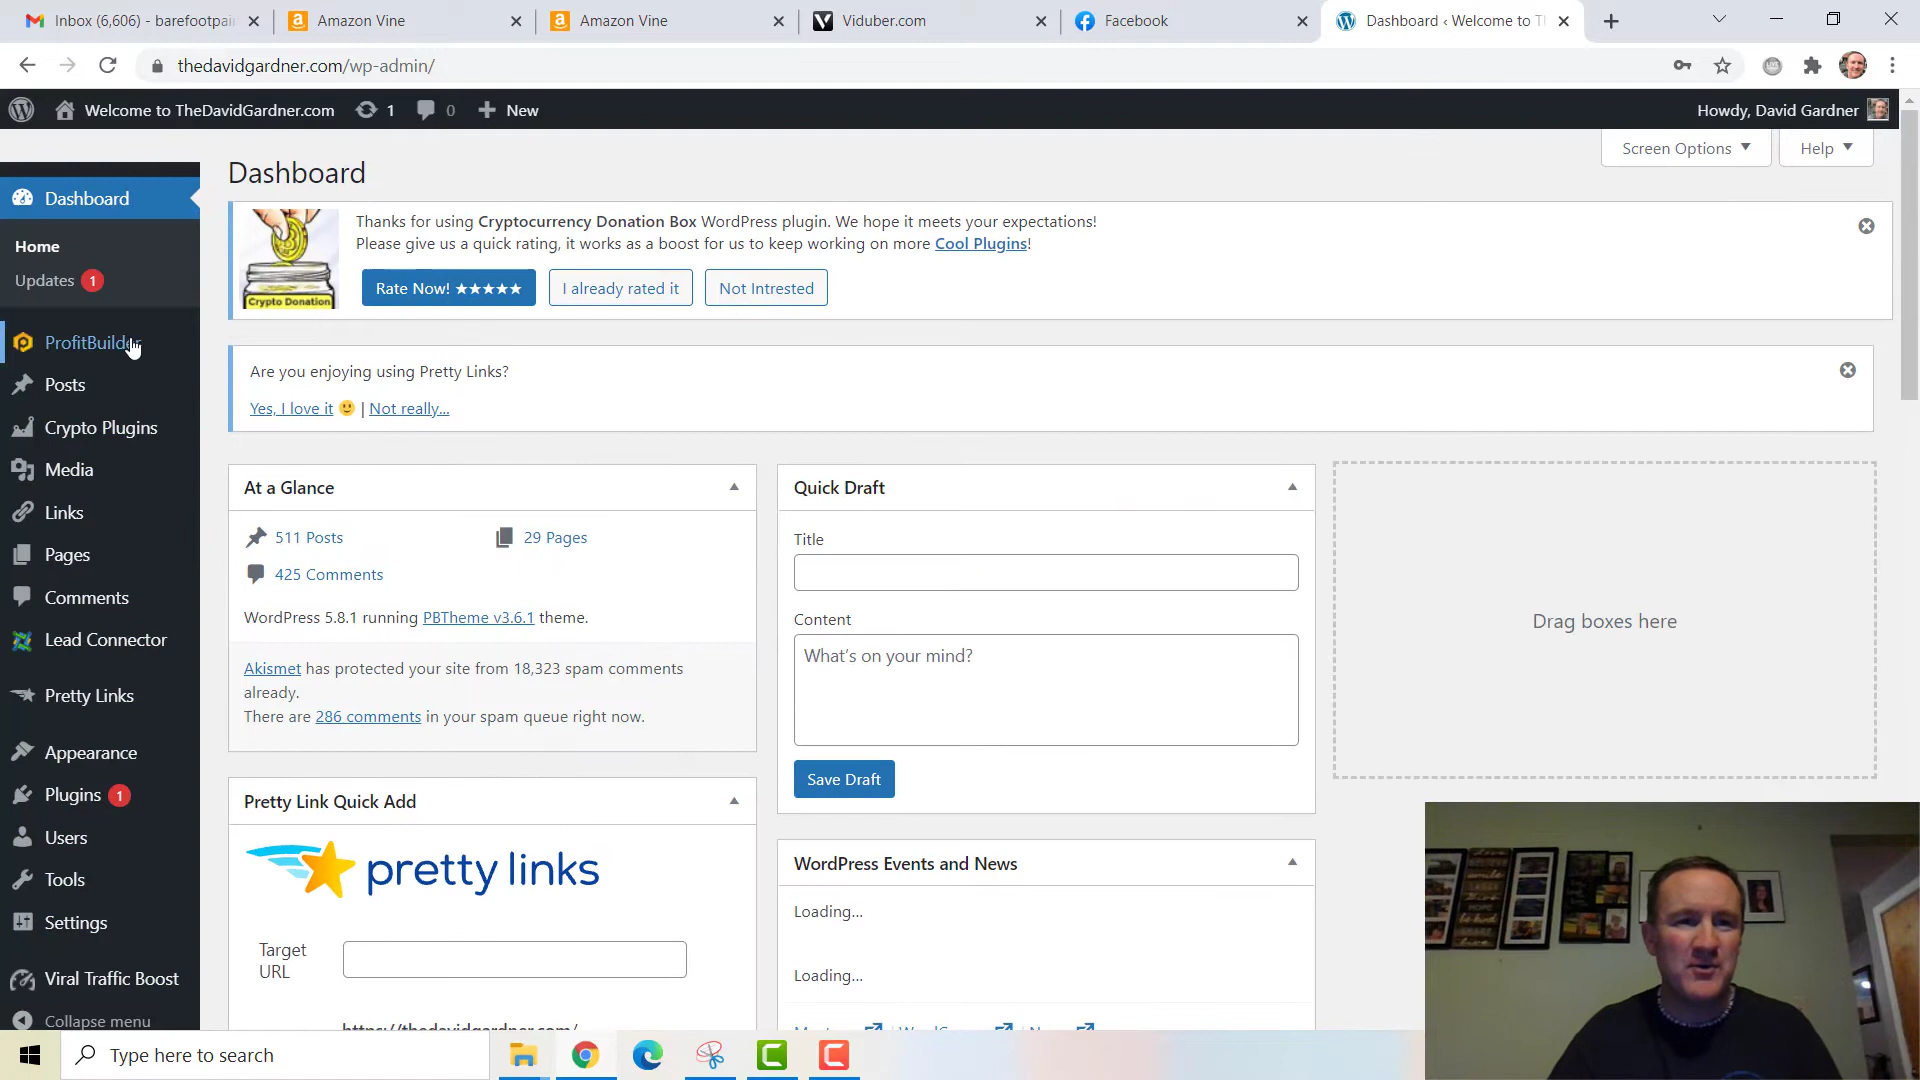 Inbox (6,606) - barefootpai
Amazon Vine
Amazon Vine
Viduber.com
Facebook
Dashboard ‹ Welcome to T
thedavidgardner.com/wp-admin/
Welcome to TheDavidGardner.com
1
0
New
Howdy, David Gardner
Screen Options
Help
Dashboard
Home
Updates 1
ProfitBuilder
Posts
Crypto Plugins
Media
Links
Pages
Comments
Lead Connector
Pretty Links
Appearance
Plugins 1
Users
Tools
Settings
Viral Traffic Boost
Collapse menu
Dashboard
Crypto Donation
Thanks for using Cryptocurrency Donation Box WordPress plugin. We hope it meets your expectations!
Please give us a quick rating, it works as a boost for us to keep working on more Cool Plugins!
Rate Now! ★★★★★
I already rated it
Not Intrested
Are you enjoying using Pretty Links?
Yes, I love it 🙂 | Not really...
At a Glance
511 Posts
29 Pages
425 Comments
WordPress 5.8.1 running PBTheme v3.6.1 theme.
Akismet has protected your site from 18,323 spam comments
already.
There are 286 comments in your spam queue right now.
Pretty Link Quick Add
pretty links
Target
URL
https://thedavidgardner.com/
Quick Draft
Title
Content
What's on your mind?
Save Draft
WordPress Events and News
Loading...
Loading...
Drag boxes here
Type here to search